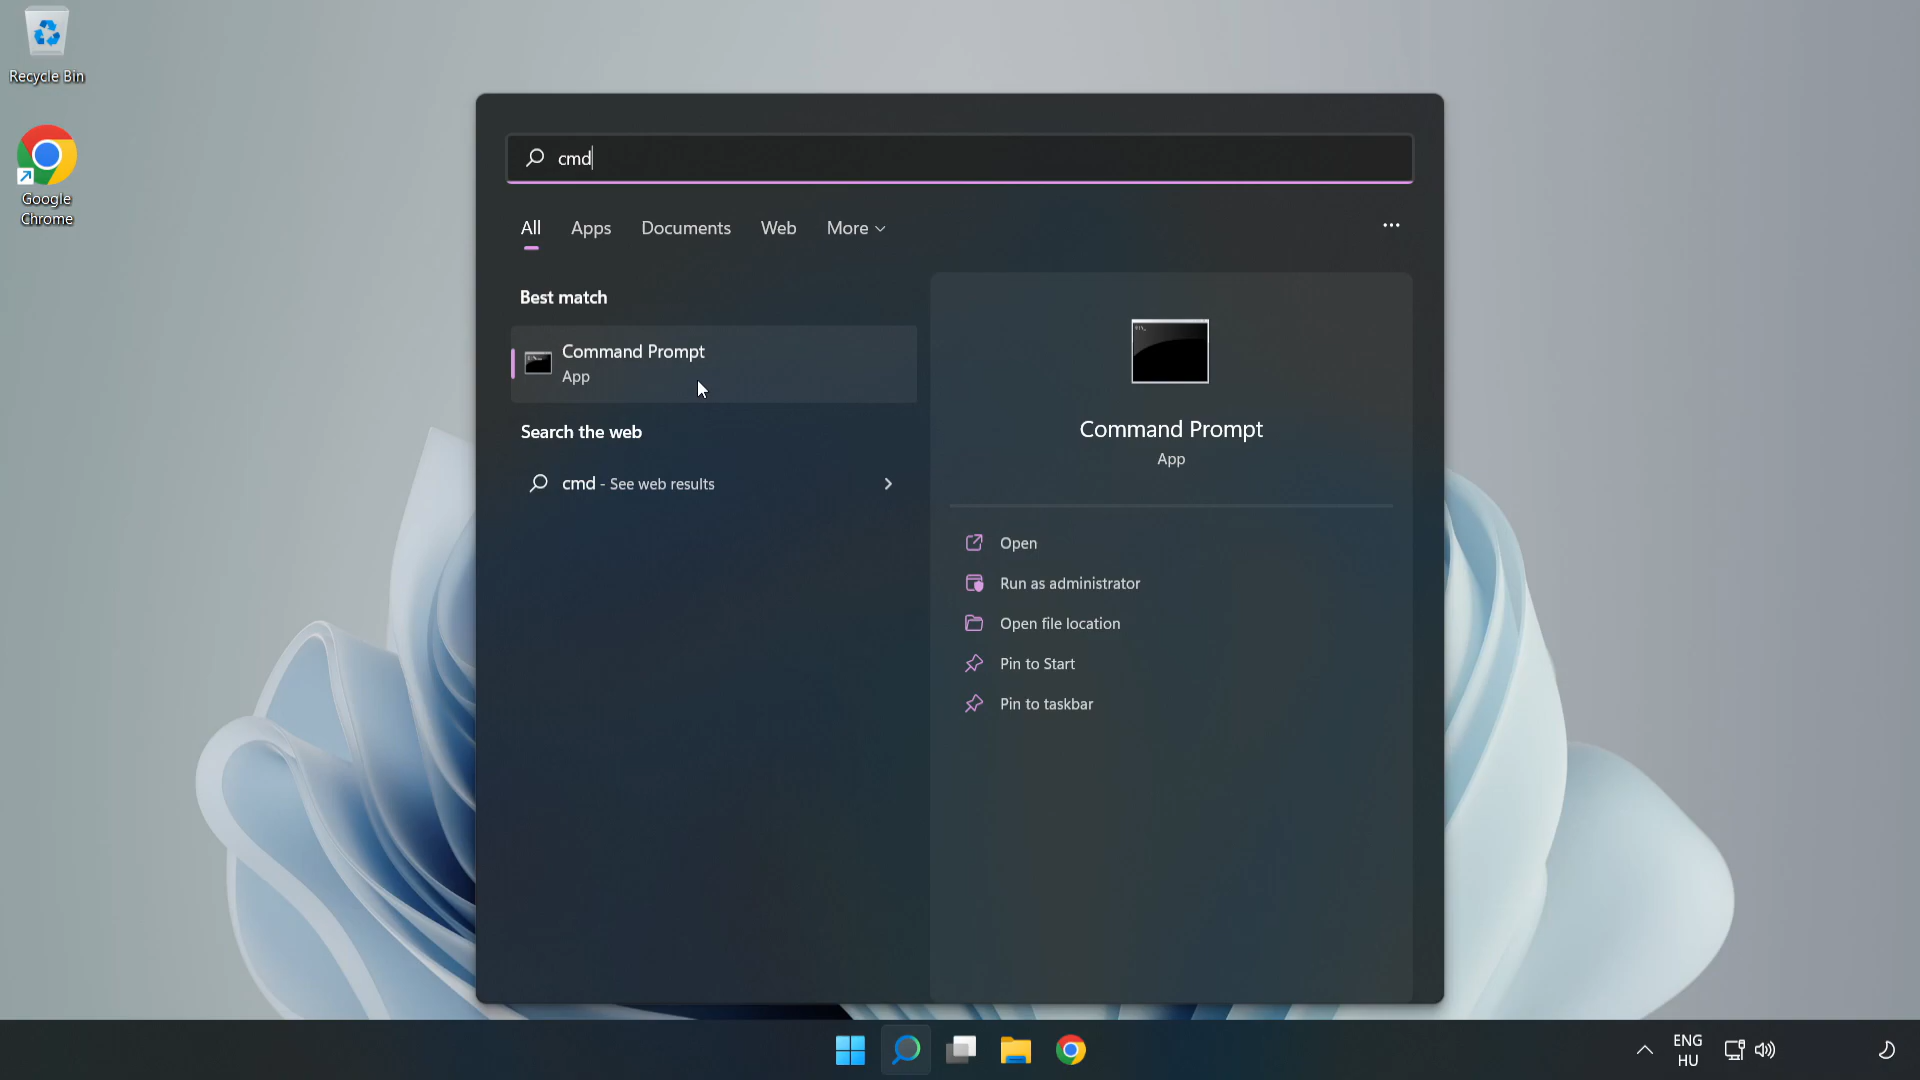 Recycle Bin
Google
Chrome
cmd
All Apps Documents Web More
Best match
Command Prompt
App
Search the web
cmd - See web results
Command Prompt
App
Open
Run as administrator
Open file location
Pin to Start
Pin to taskbar
ENG
HU